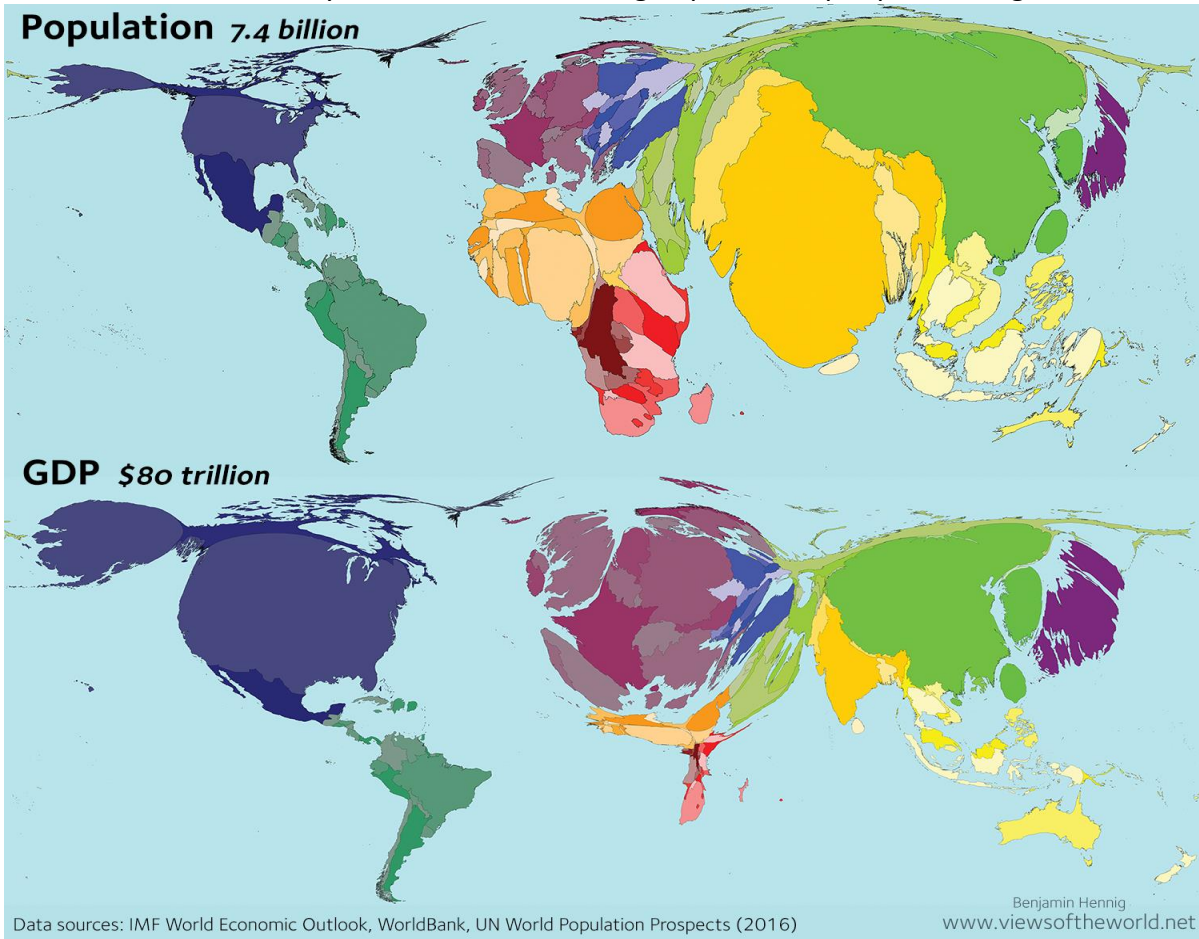 Population 7.4 billion
GDP $80 trillion
Benjamin Hennig
Data sources: IMF World Economic Outlook, WorldBank, UN World Population Prospects (2016)
www.viewsoftheworld.net